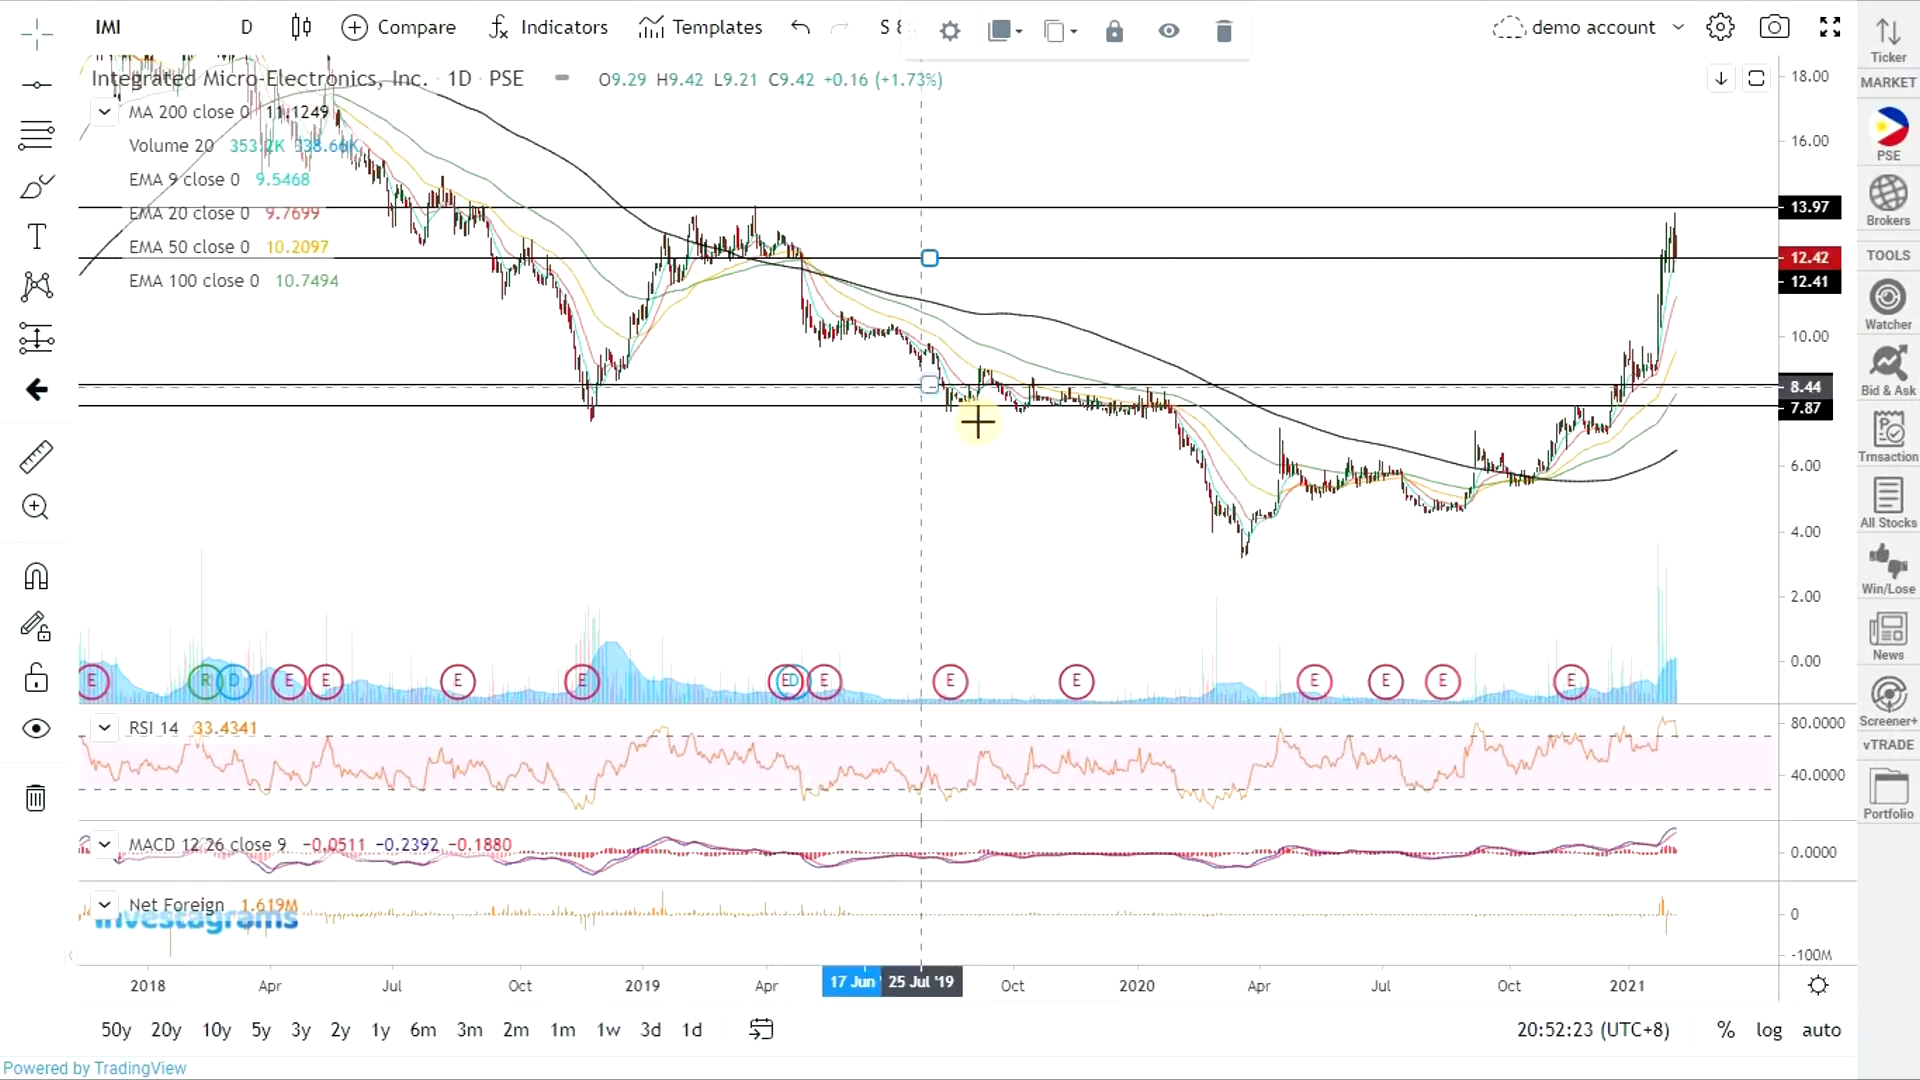 IMI D Compare Indicators Templates S & demo account
Integrated Micro-Electronics, Inc. 1D PSE O9.29 H9.42 L9.21 C9.42 +0.16 (+1.73%)
MA 200 close 0 11.1249
Volume 20 353.2K 338.66K
EMA 9 close 0 9.5468
EMA 20 close 0 9.7699
EMA 50 close 0 10.2097
EMA 100 close 0 10.7494
18.00
16.00
13.97
12.42
12.41
10.00
8.44
7.87
6.00
4.00
2.00
0.00
E R D E E E E E D E E E E E E E
RSI 14 33.4341
80.0000
40.0000
MACD 12 26 close 9 −0.0511 −0.2392 −0.1880
0.0000
Net Foreign 1.619M
investagrams
0
-100M
2018 Apr Jul Oct 2019 Apr 17 Jun ' 25 Jul '19 Oct 2020 Apr Jul Oct 2021
50y 20y 10y 5y 3y 2y 1y 6m 3m 2m 1m 1w 3d 1d 20:52:23 (UTC+8) % log auto
Powered by TradingView
Ticker
MARKET
PSE
Brokers
TOOLS
Watcher
Bid & Ask
Trnsaction
All Stocks
Win/Lose
News
Screener+
vTRADE
Portfolio